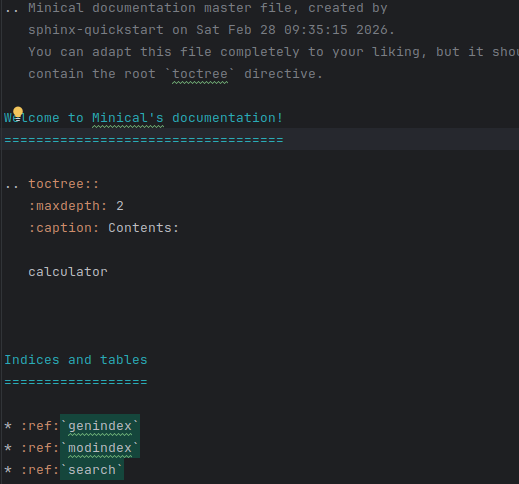 .. Minical documentation master file, created by
   sphinx-quickstart on Sat Feb 28 09:35:15 2026.
   You can adapt this file completely to your liking, but it shou
   contain the root `toctree` directive.

Welcome to Minical's documentation!
===================================

.. toctree::
   :maxdepth: 2
   :caption: Contents:

   calculator

Indices and tables
==================

* :ref:`genindex`
* :ref:`modindex`
* :ref:`search`